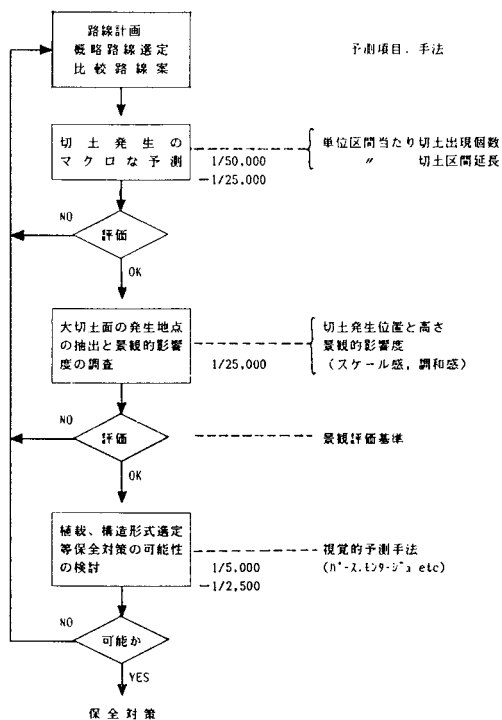 路線計画
概略路線選定
比較路線案
予測項目、手法
切土発生の
マクロな予測
1/50,000
−1/25,000
単位区間当たり切土出現個数
〃 切土区間延長
NO
評価
OK
大切土面の発生地点
の抽出と景観的影響
度の調査
1/25,000
切土発生位置と高さ
景観的影響度
(スケール感，調和感)
NO
評価
景観評価基準
OK
植栽、構造形式選定
等保全対策の可能性
の検討
1/5,000
−1/2,500
視覚的予測手法
(ﾊﾟｰｽ,ﾓﾝﾀｰｼﾞｭ etc)
NO
可能か
YES
保全対策